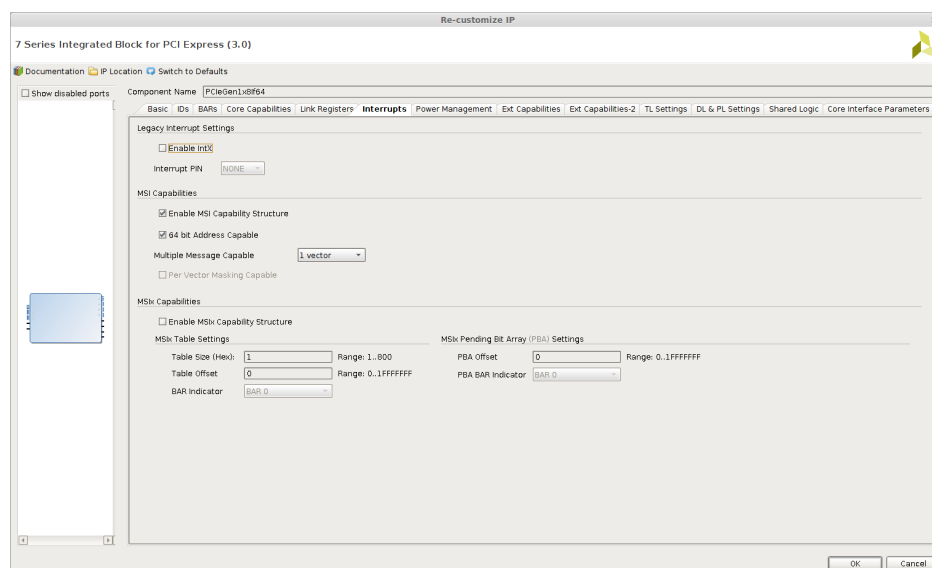 Re-customize IP
7 Series Integrated Block for PCI Express (3.0)
Documentation IP Location Switch to Defaults
Show disabled ports
Component Name PCIeGen1x8If64
Basic IDs BARs Core Capabilities Link Registers Interrupts Power Management Ext Capabilities Ext Capabilities-2 TL Settings DL & PL Settings Shared Logic Core Interface Parameters
Legacy Interrupt Settings
Enable IntX
Interrupt PIN NONE
MSI Capabilities
Enable MSI Capability Structure
64 bit Address Capable
Multiple Message Capable 1 vector
Per Vector Masking Capable
MSIx Capabilities
Enable MSIx Capability Structure
MSIx Table Settings MSIx Pending Bit Array (PBA) Settings
Table Size (Hex): 1 Range: 1..800 PBA Offset 0 Range: 0..1FFFFFFF
Table Offset 0 Range: 0..1FFFFFFF PBA BAR Indicator BAR 0
BAR Indicator BAR 0
OK Cancel